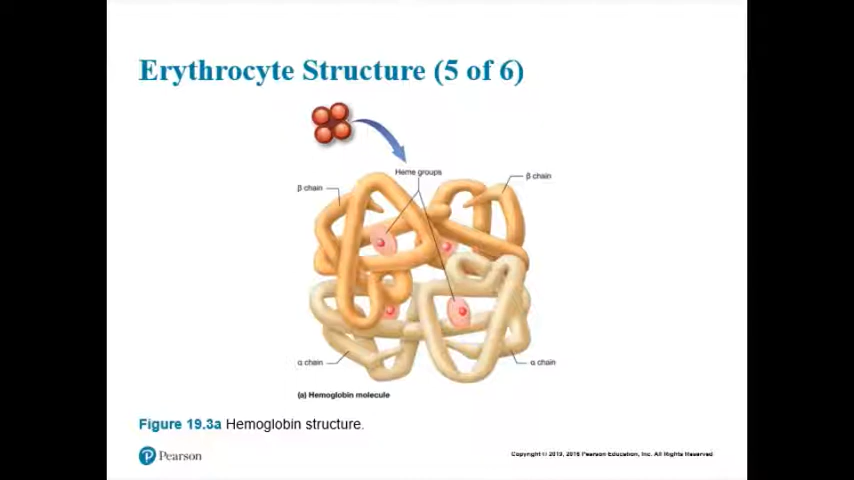 Erythrocyte Structure (5 of 6)
Heme groups
β chain
β chain
α chain
α chain
(a) Hemoglobin molecule
Figure 19.3a Hemoglobin structure.
Pearson
Copyright © 2019, 2016 Pearson Education, Inc. All Rights Reserved